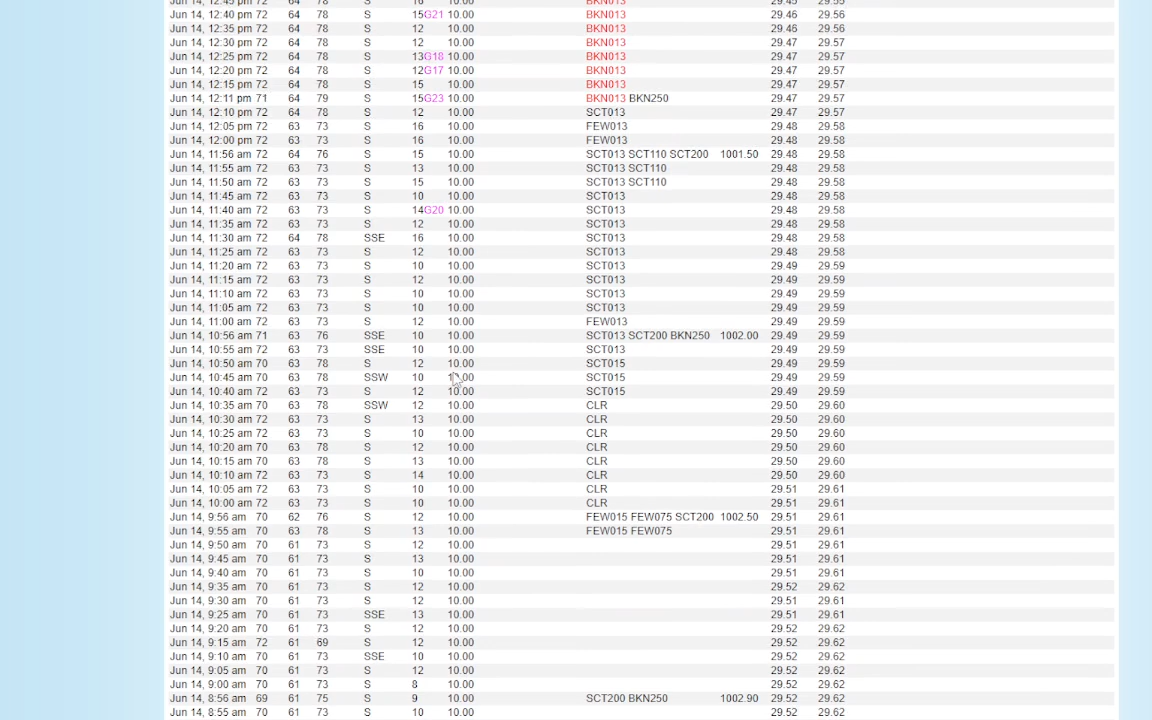 Jun 14, 12:45 pm 72 64 78 S 16 10.00 BKN013 29.45 29.55
Jun 14, 12:40 pm 72 64 78 S 15G21 10.00 BKN013 29.46 29.56
Jun 14, 12:35 pm 72 64 78 S 12 10.00 BKN013 29.46 29.56
Jun 14, 12:30 pm 72 64 78 S 12 10.00 BKN013 29.47 29.57
Jun 14, 12:25 pm 72 64 78 S 13G18 10.00 BKN013 29.47 29.57
Jun 14, 12:20 pm 72 64 78 S 12G17 10.00 BKN013 29.47 29.57
Jun 14, 12:15 pm 72 64 78 S 15 10.00 BKN013 29.47 29.57
Jun 14, 12:11 pm 71 64 79 S 15G23 10.00 BKN013 BKN250 29.47 29.57
Jun 14, 12:10 pm 72 64 78 S 12 10.00 SCT013 29.47 29.57
Jun 14, 12:05 pm 72 63 73 S 16 10.00 FEW013 29.48 29.58
Jun 14, 12:00 pm 72 63 73 S 16 10.00 FEW013 29.48 29.58
Jun 14, 11:56 am 72 64 76 S 15 10.00 SCT013 SCT110 SCT200 1001.50 29.48 29.58
Jun 14, 11:55 am 72 63 73 S 13 10.00 SCT013 SCT110 29.48 29.58
Jun 14, 11:50 am 72 63 73 S 15 10.00 SCT013 SCT110 29.48 29.58
Jun 14, 11:45 am 72 63 73 S 10 10.00 SCT013 29.48 29.58
Jun 14, 11:40 am 72 63 73 S 14G20 10.00 SCT013 29.48 29.58
Jun 14, 11:35 am 72 63 73 S 12 10.00 SCT013 29.48 29.58
Jun 14, 11:30 am 72 64 78 SSE 16 10.00 SCT013 29.48 29.58
Jun 14, 11:25 am 72 63 73 S 12 10.00 SCT013 29.48 29.58
Jun 14, 11:20 am 72 63 73 S 10 10.00 SCT013 29.49 29.59
Jun 14, 11:15 am 72 63 73 S 12 10.00 SCT013 29.49 29.59
Jun 14, 11:10 am 72 63 73 S 10 10.00 SCT013 29.49 29.59
Jun 14, 11:05 am 72 63 73 S 10 10.00 SCT013 29.49 29.59
Jun 14, 11:00 am 72 63 73 S 12 10.00 FEW013 29.49 29.59
Jun 14, 10:56 am 71 63 76 SSE 10 10.00 SCT013 SCT200 BKN250 1002.00 29.49 29.59
Jun 14, 10:55 am 72 63 73 SSE 10 10.00 SCT013 29.49 29.59
Jun 14, 10:50 am 70 63 78 S 12 10.00 SCT015 29.49 29.59
Jun 14, 10:45 am 70 63 78 SSW 10 10.00 SCT015 29.49 29.59
Jun 14, 10:40 am 72 63 73 S 12 10.00 SCT015 29.49 29.59
Jun 14, 10:35 am 70 63 78 SSW 12 10.00 CLR 29.50 29.60
Jun 14, 10:30 am 72 63 73 S 13 10.00 CLR 29.50 29.60
Jun 14, 10:25 am 72 63 73 S 10 10.00 CLR 29.50 29.60
Jun 14, 10:20 am 70 63 78 S 12 10.00 CLR 29.50 29.60
Jun 14, 10:15 am 70 63 78 S 13 10.00 CLR 29.50 29.60
Jun 14, 10:10 am 72 63 73 S 14 10.00 CLR 29.50 29.60
Jun 14, 10:05 am 72 63 73 S 10 10.00 CLR 29.51 29.61
Jun 14, 10:00 am 72 63 73 S 10 10.00 CLR 29.51 29.61
Jun 14, 9:56 am 70 62 76 S 12 10.00 FEW015 FEW075 SCT200 1002.50 29.51 29.61
Jun 14, 9:55 am 70 63 78 S 13 10.00 FEW015 FEW075 29.51 29.61
Jun 14, 9:50 am 70 61 73 S 12 10.00 29.51 29.61
Jun 14, 9:45 am 70 61 73 S 13 10.00 29.51 29.61
Jun 14, 9:40 am 70 61 73 S 10 10.00 29.51 29.61
Jun 14, 9:35 am 70 61 73 S 12 10.00 29.52 29.62
Jun 14, 9:30 am 70 61 73 S 12 10.00 29.51 29.61
Jun 14, 9:25 am 70 61 73 SSE 13 10.00 29.51 29.61
Jun 14, 9:20 am 70 61 73 S 12 10.00 29.52 29.62
Jun 14, 9:15 am 72 61 69 S 12 10.00 29.52 29.62
Jun 14, 9:10 am 70 61 73 SSE 10 10.00 29.52 29.62
Jun 14, 9:05 am 70 61 73 S 12 10.00 29.52 29.62
Jun 14, 9:00 am 70 61 73 S 8 10.00 29.52 29.62
Jun 14, 8:56 am 69 61 75 S 9 10.00 SCT200 BKN250 1002.90 29.52 29.62
Jun 14, 8:55 am 70 61 73 S 10 10.00 29.52 29.62